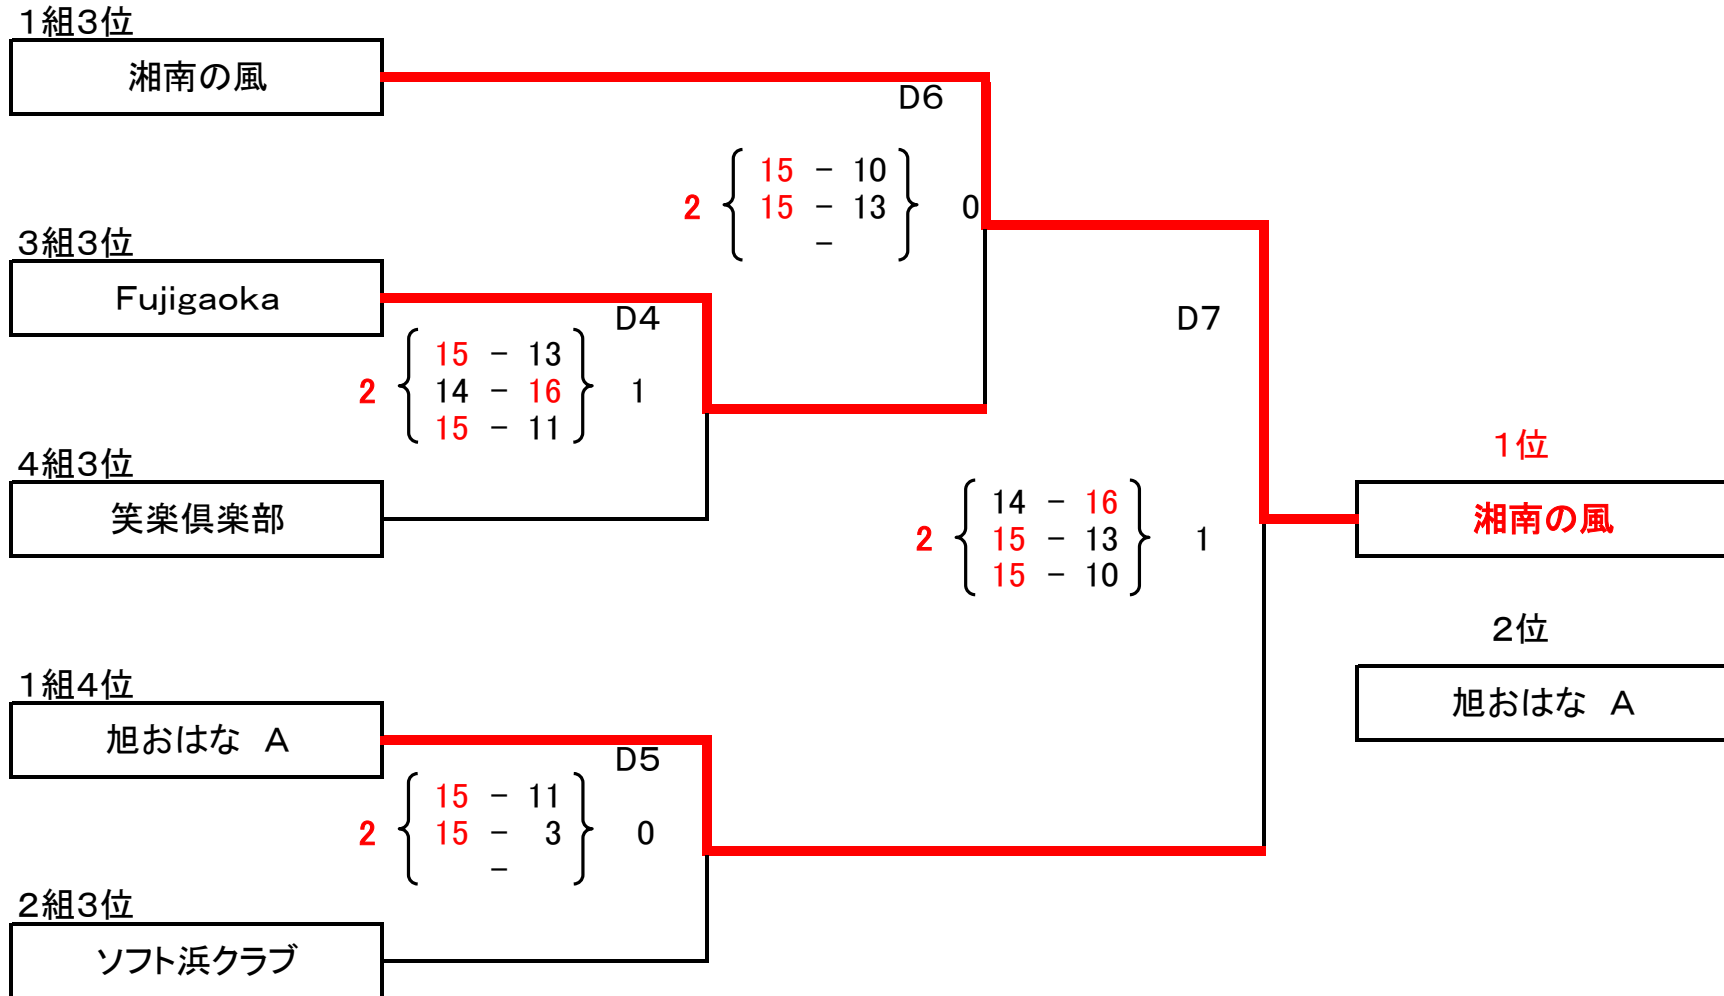 １組３位
湘南の風
D6
15 - 10
2 15 - 13 0
-
３組３位
Fujigaoka
D4
D7
15 - 13
2 14 - 16 1
15 - 11
４組３位
笑楽倶楽部
1位
湘南の風
14 - 16
2 15 - 13 1
15 - 10
２位
旭おはな　A
１組４位
旭おはな　A
D5
15 - 11
2 15 - 3 0
-
２組３位
ソフト浜クラブ